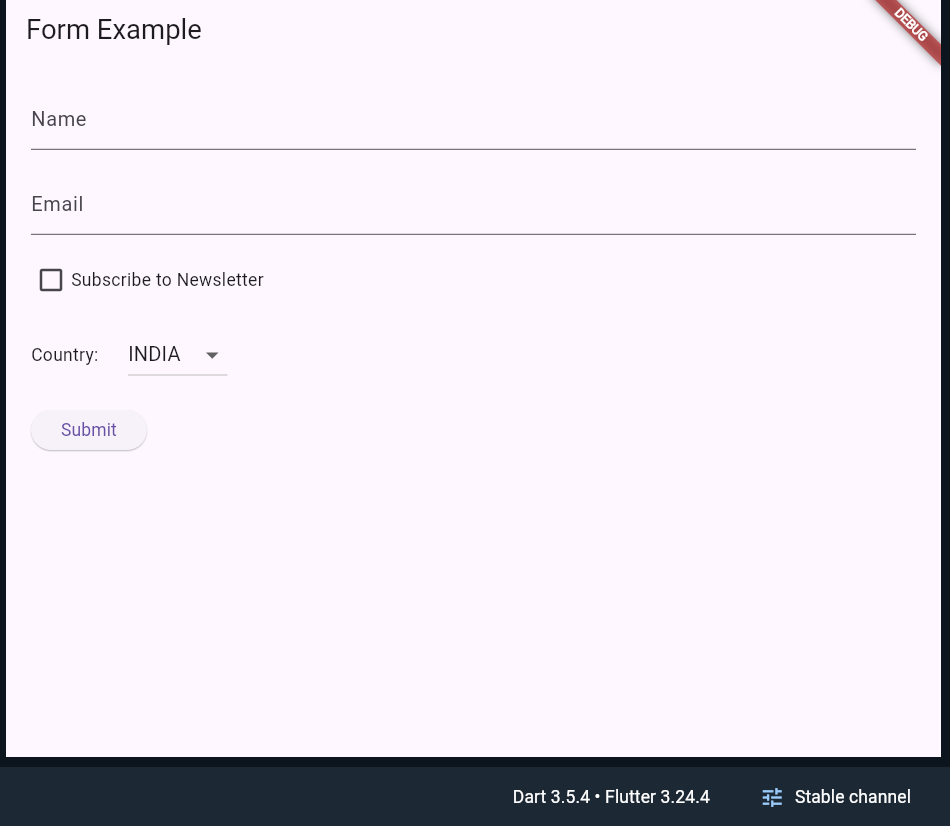 Form Example
DEBUG
Name
Email
Subscribe to Newsletter
Country: INDIA
Submit
Dart 3.5.4 • Flutter 3.24.4 Stable channel